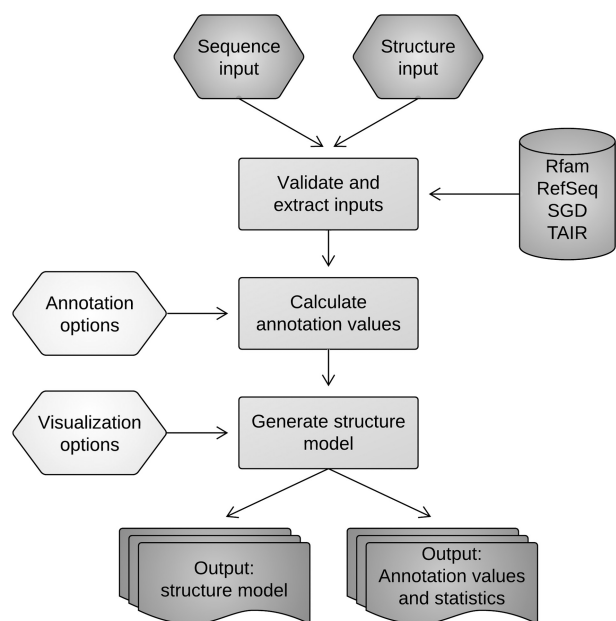 Sequence
input
Structure
input
Validate and
extract inputs
Rfam
RefSeq
SGD
TAIR
Annotation
options
Calculate
annotation values
Visualization
options
Generate structure
model
Output:
structure model
Output:
Annotation values
and statistics